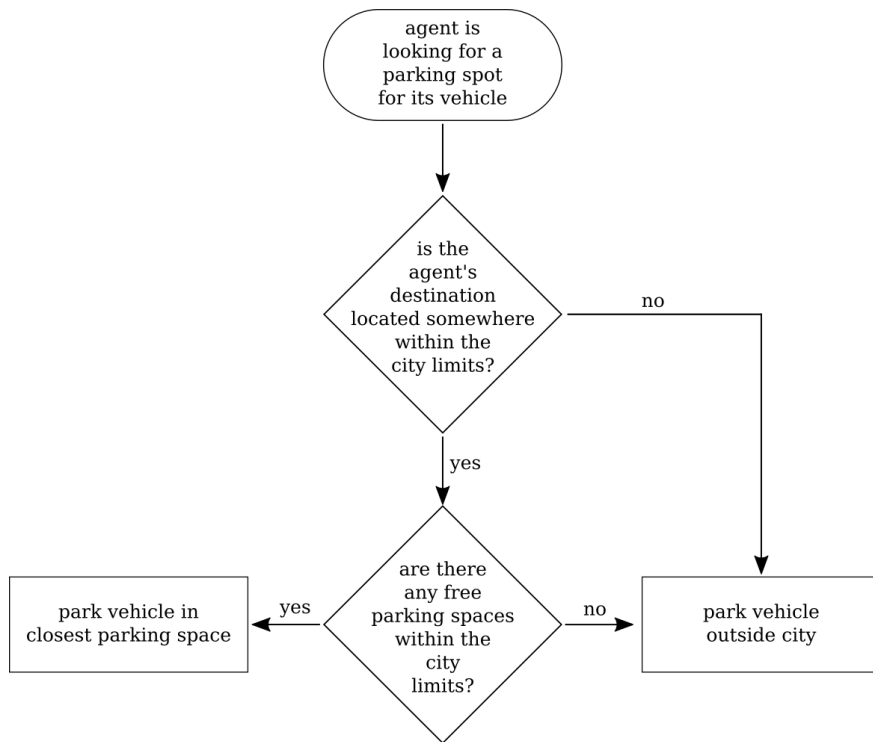 agent is
looking for a
parking spot
for its vehicle
is the
agent's
destination
located somewhere
within the
city limits?
no
yes
are there
any free
parking spaces
within the
city
limits?
yes
no
park vehicle in
closest parking space
park vehicle
outside city